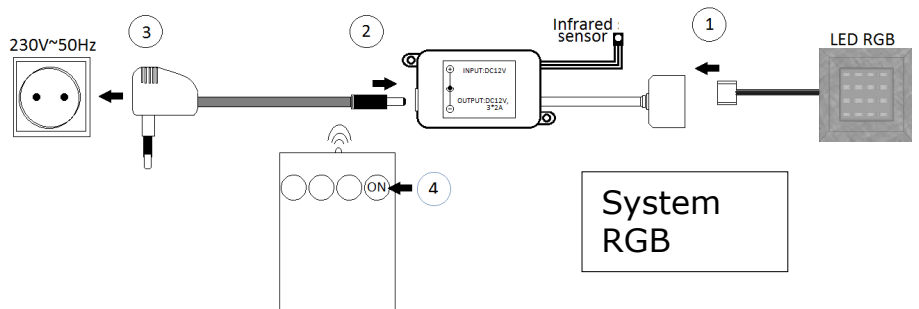 230V~50Hz
3
2
Infrared
sensor
1
LED RGB
INPUT:DC12V
OUTPUT:DC12V,
3*2A
ON
4
System
RGB